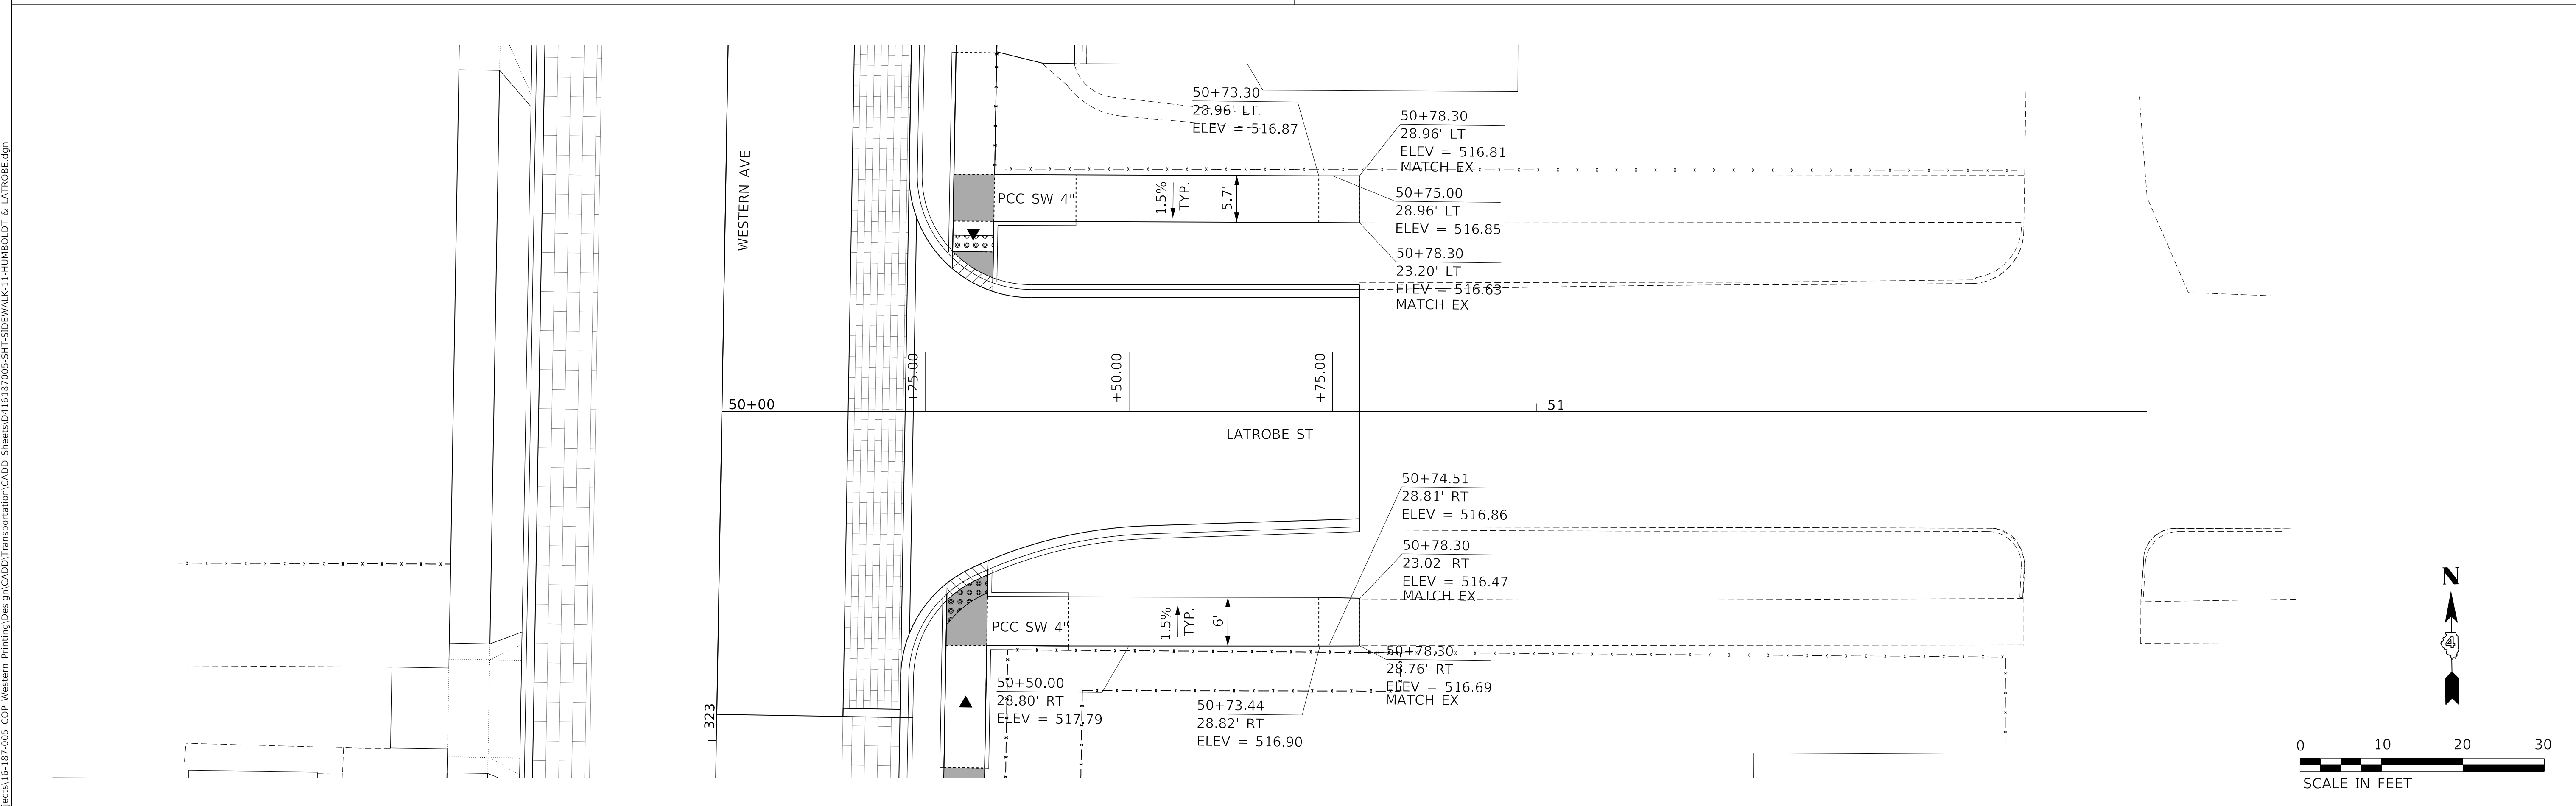 50+73.30
28.96' LT
ELEV = 516.87
50+78.30
28.96' LT
ELEV = 516.81
MATCH EX
WESTERN AVE
PCC SW 4"
1.5%
TYP.
5.7'
50+75.00
28.96' LT
ELEV = 516.85
50+78.30
23.20' LT
ELEV = 516.63
MATCH EX
+25.00
+50.00
+75.00
50+00
51
LATROBE ST
50+74.51
28.81' RT
ELEV = 516.86
50+78.30
23.02' RT
ELEV = 516.47
MATCH EX
PCC SW 4"
1.5%
TYP.
6'
50+78.30
28.76' RT
ELEV = 516.69
MATCH EX
50+50.00
28.80' RT
ELEV = 517.79
50+73.44
28.82' RT
ELEV = 516.90
323
N
4
0 10 20 30
SCALE IN FEET
jects\16-187-005 COP Western Printing\Design\CADD\Transportation\CADD Sheets\D416187005-SHT-SIDEWALK-11-HUMBOLDT & LATROBE.dgn